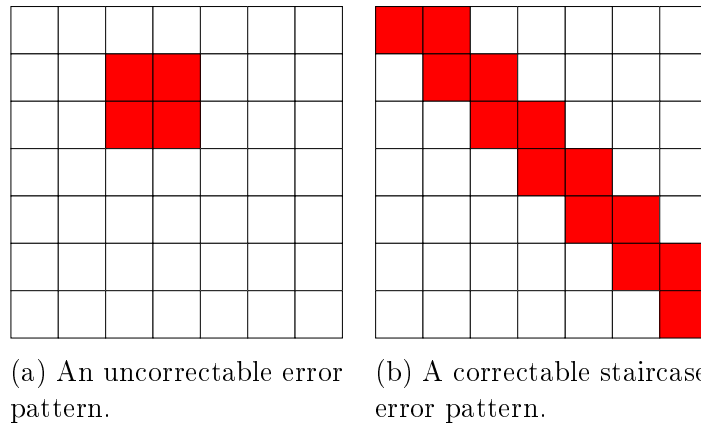 (a) An uncorrectable error
pattern.
(b) A correctable staircase
error pattern.